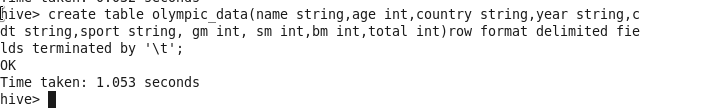 hive> create table olympic_data(name string,age int,country string,year string,c
dt string,sport string, gm int, sm int,bm int,total int)row format delimited fie
lds terminated by '\t';
OK
Time taken: 1.053 seconds
hive>